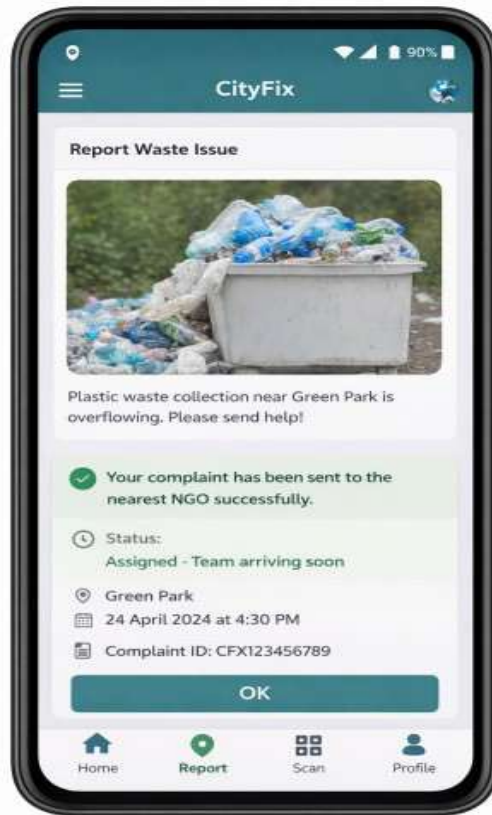 90%
CityFix
Report Waste Issue
Plastic waste collection near Green Park is
overflowing. Please send help!
Your complaint has been sent to the
nearest NGO successfully.
Status:
Assigned - Team arriving soon
Green Park
24 April 2024 at 4:30 PM
Complaint ID: CFX123456789
OK
Home Report Scan Profile